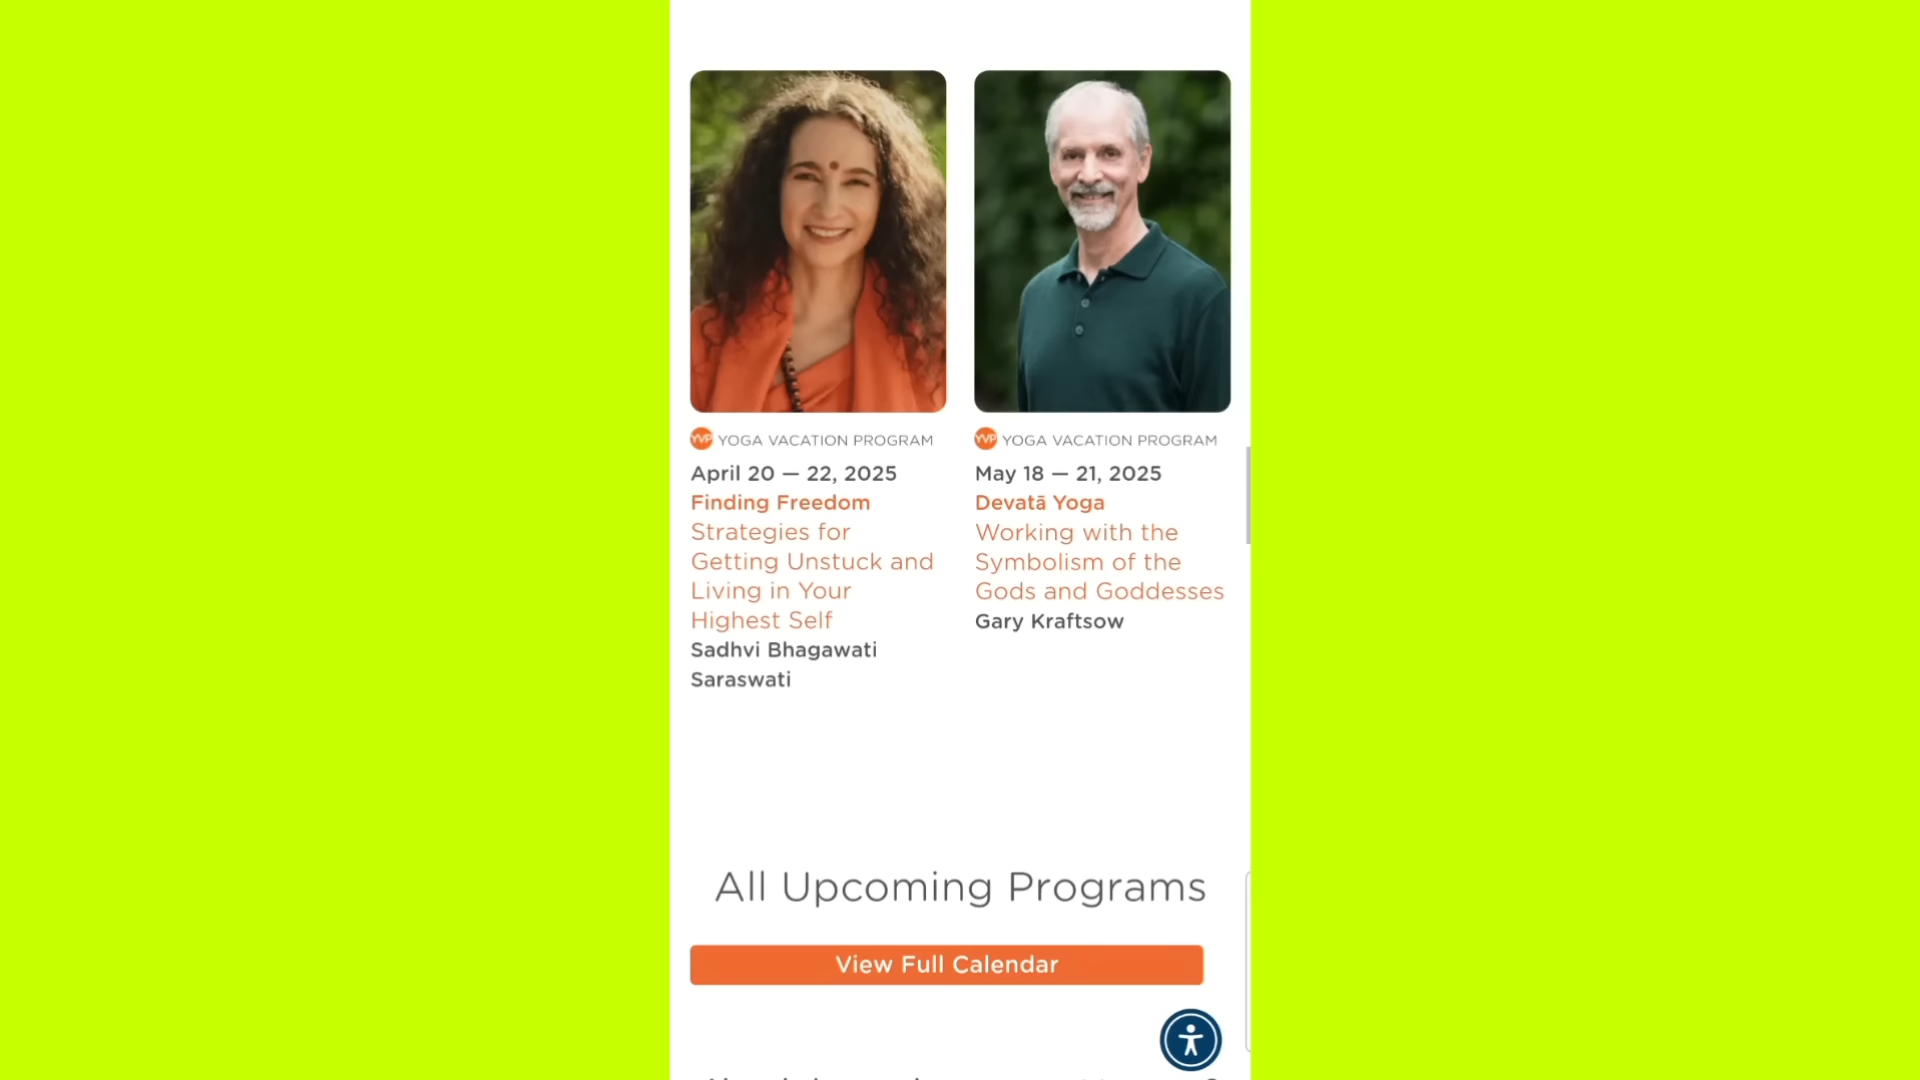 YVP YOGA VACATION PROGRAM
April 20 — 22, 2025
Finding Freedom
Strategies for
Getting Unstuck and
Living in Your
Highest Self
Sadhvi Bhagawati
Saraswati
YVP YOGA VACATION PROGRAM
May 18 — 21, 2025
Devatā Yoga
Working with the
Symbolism of the
Gods and Goddesses
Gary Kraftsow
All Upcoming Programs
View Full Calendar